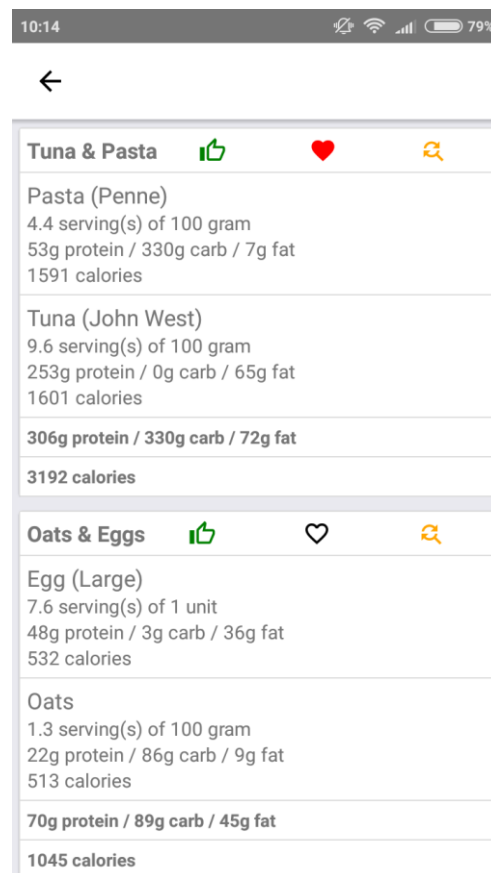 10:14 79%
Tuna & Pasta
Pasta (Penne)
4.4 serving(s) of 100 gram
53g protein / 330g carb / 7g fat
1591 calories
Tuna (John West)
9.6 serving(s) of 100 gram
253g protein / 0g carb / 65g fat
1601 calories
306g protein / 330g carb / 72g fat
3192 calories
Oats & Eggs
Egg (Large)
7.6 serving(s) of 1 unit
48g protein / 3g carb / 36g fat
532 calories
Oats
1.3 serving(s) of 100 gram
22g protein / 86g carb / 9g fat
513 calories
70g protein / 89g carb / 45g fat
1045 calories